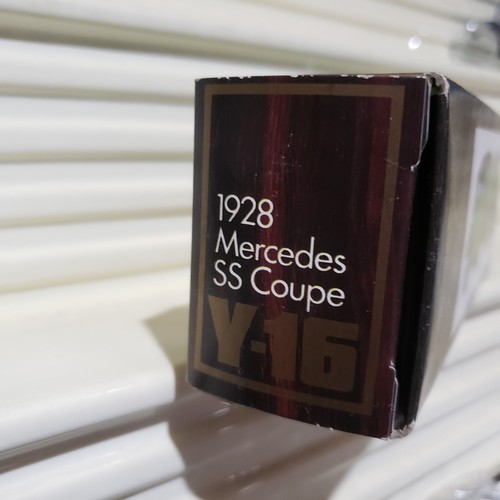 1928
Mercedes
SS Coupe
Y-16